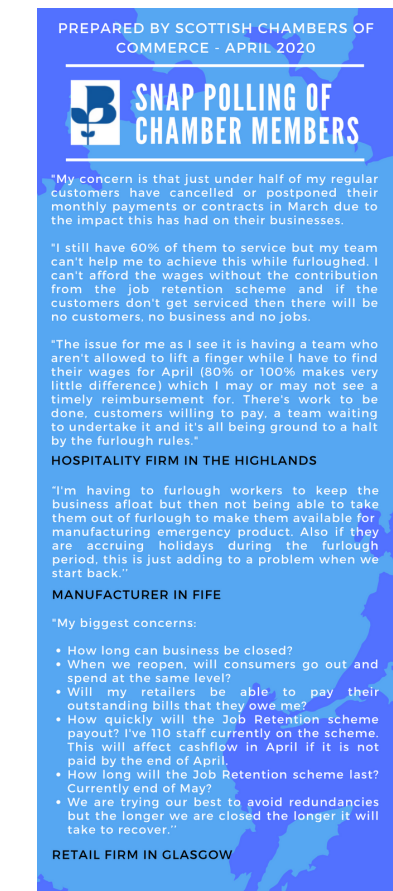 PREPARED BY SCOTTISH CHAMBERS OF
COMMERCE - APRIL 2020
SNAP POLLING OF
CHAMBER MEMBERS
"My concern is that just under half of my regular
customers have cancelled or postponed their
monthly payments or contracts in March due to
the impact this has had on their businesses.
"I still have 60% of them to service but my team
can't help me to achieve this while furloughed. I
can't afford the wages without the contribution
from the job retention scheme and if the
customers don't get serviced then there will be
no customers, no business and no jobs.
"The issue for me as I see it is having a team who
aren't allowed to lift a finger while I have to find
their wages for April (80% or 100% makes very
little difference) which I may or may not see a
timely reimbursement for. There's work to be
done, customers willing to pay, a team waiting
to undertake it and it's all being ground to a halt
by the furlough rules."
HOSPITALITY FIRM IN THE HIGHLANDS
"I'm having to furlough workers to keep the
business afloat but then not being able to take
them out of furlough to make them available for
manufacturing emergency product. Also if they
are accruing holidays during the furlough
period, this is just adding to a problem when we
start back.''
MANUFACTURER IN FIFE
"My biggest concerns:
• How long can business be closed?
• When we reopen, will consumers go out and
spend at the same level?
• Will my retailers be able to pay their
outstanding bills that they owe me?
• How quickly will the Job Retention scheme
payout? I've 110 staff currently on the scheme.
This will affect cashflow in April if it is not
paid by the end of April.
• How long will the Job Retention scheme last?
Currently end of May?
• We are trying our best to avoid redundancies
but the longer we are closed the longer it will
take to recover.''
RETAIL FIRM IN GLASGOW